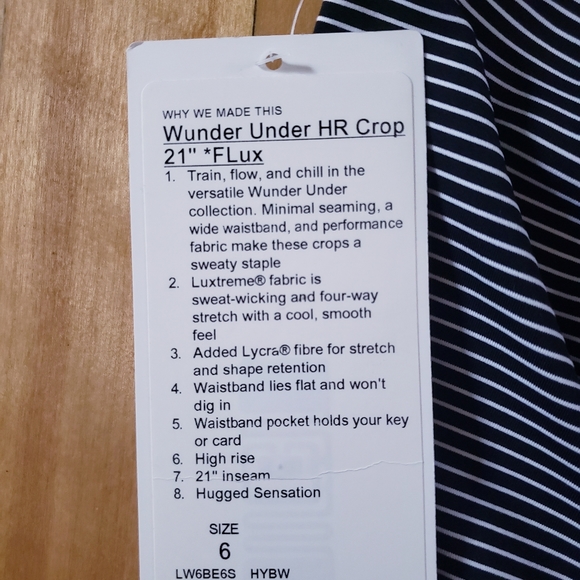 WHY WE MADE THIS
Wunder Under HR Crop
21" *FLux
1. Train, flow, and chill in the
versatile Wunder Under
collection. Minimal seaming, a
wide waistband, and performance
fabric make these crops a
sweaty staple
2. Luxtreme® fabric is
sweat-wicking and four-way
stretch with a cool, smooth
feel
3. Added Lycra® fibre for stretch
and shape retention
4. Waistband lies flat and won't
dig in
5. Waistband pocket holds your key
or card
6. High rise
7. 21" inseam
8. Hugged Sensation
SIZE
6
LW6BE6S HYBW